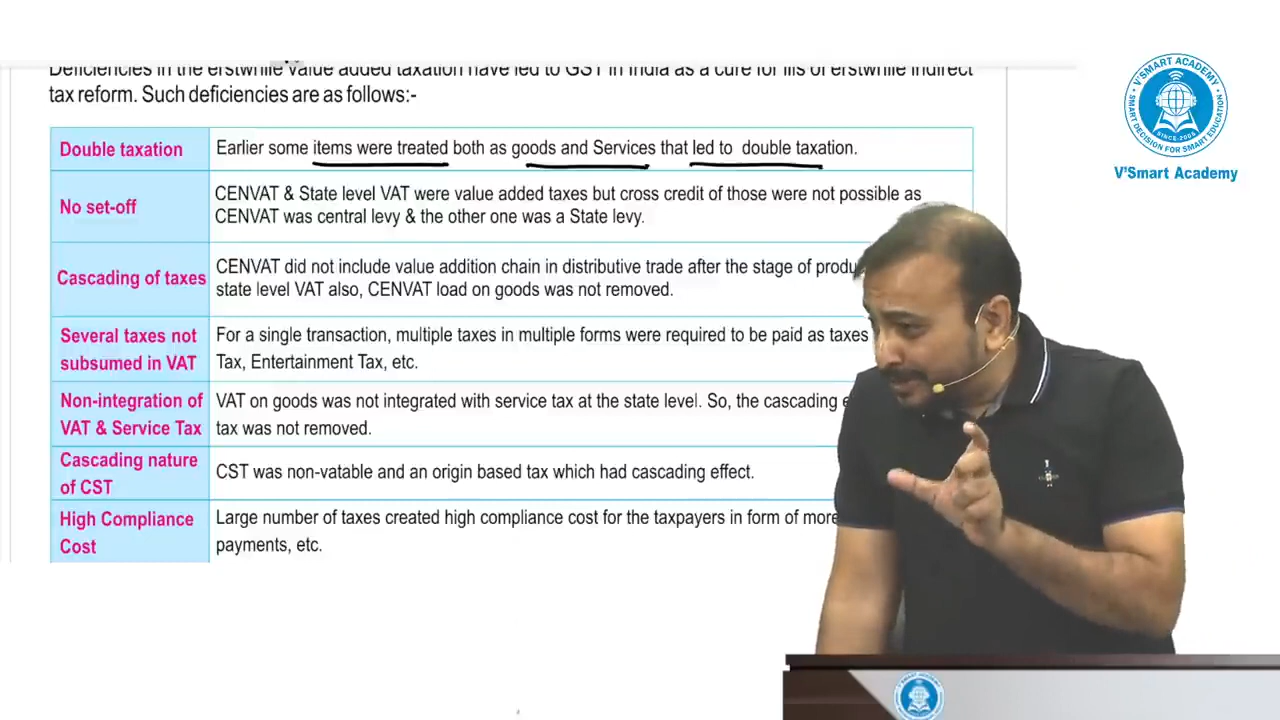 Deficiencies in the erstwhile value added taxation have led to GST in India as a cure for ills of erstwhile indirect
tax reform. Such deficiencies are as follows:-
Double taxation
Earlier some items were treated both as goods and Services that led to double taxation.
No set-off
CENVAT & State level VAT were value added taxes but cross credit of those were not possible as
CENVAT was central levy & the other one was a State levy.
Cascading of taxes
CENVAT did not include value addition chain in distributive trade after the stage of produ
state level VAT also, CENVAT load on goods was not removed.
Several taxes not
subsumed in VAT
For a single transaction, multiple taxes in multiple forms were required to be paid as taxes
Tax, Entertainment Tax, etc.
Non-integration of
VAT & Service Tax
VAT on goods was not integrated with service tax at the state level. So, the cascading e
tax was not removed.
Cascading nature
of CST
CST was non-vatable and an origin based tax which had cascading effect.
High Compliance
Cost
Large number of taxes created high compliance cost for the taxpayers in form of more
payments, etc.
V'SMART ACADEMY
SMART DECISION FOR SMART EDUCATION
SINCE-2005
V'Smart Academy